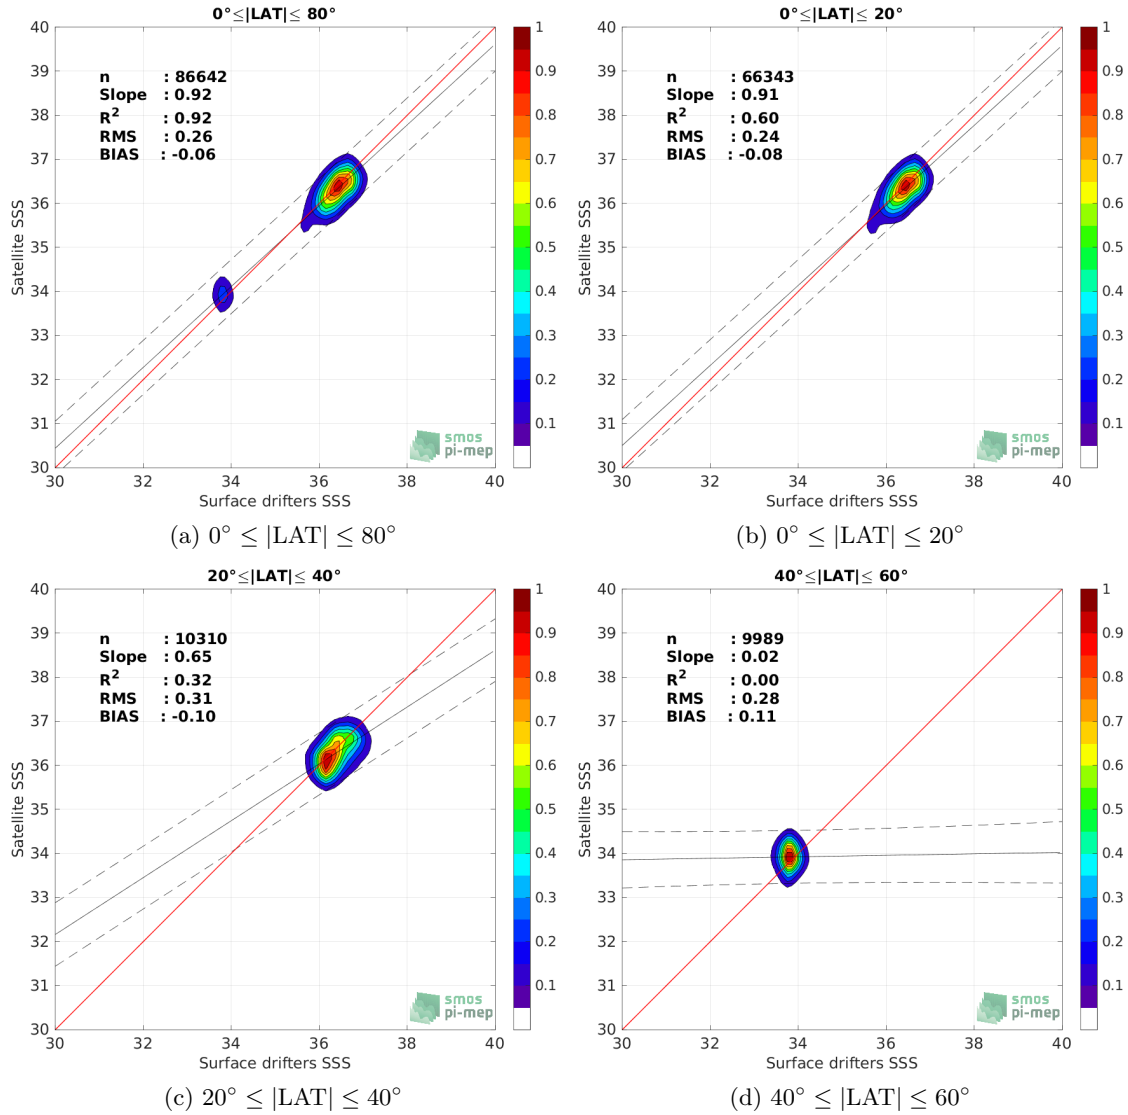 0°≤|LAT|≤ 80°
n : 86642
Slope : 0.92
R² : 0.92
RMS : 0.26
BIAS : -0.06
Satellite SSS
40
39
38
37
36
35
34
33
32
31
30
30 32 34 36 38 40
Surface drifters SSS
1
0.9
0.8
0.7
0.6
0.5
0.4
0.3
0.2
0.1
smos
pi-mep
(a) 0° ≤ |LAT| ≤ 80°
0°≤|LAT|≤ 20°
n : 66343
Slope : 0.91
R² : 0.60
RMS : 0.24
BIAS : -0.08
Satellite SSS
40
39
38
37
36
35
34
33
32
31
30
30 32 34 36 38 40
Surface drifters SSS
1
0.9
0.8
0.7
0.6
0.5
0.4
0.3
0.2
0.1
smos
pi-mep
(b) 0° ≤ |LAT| ≤ 20°
20°≤|LAT|≤ 40°
n : 10310
Slope : 0.65
R² : 0.32
RMS : 0.31
BIAS : -0.10
Satellite SSS
40
39
38
37
36
35
34
33
32
31
30
30 32 34 36 38 40
Surface drifters SSS
1
0.9
0.8
0.7
0.6
0.5
0.4
0.3
0.2
0.1
smos
pi-mep
(c) 20° ≤ |LAT| ≤ 40°
40°≤|LAT|≤ 60°
n : 9989
Slope : 0.02
R² : 0.00
RMS : 0.28
BIAS : 0.11
Satellite SSS
40
39
38
37
36
35
34
33
32
31
30
30 32 34 36 38 40
Surface drifters SSS
1
0.9
0.8
0.7
0.6
0.5
0.4
0.3
0.2
0.1
smos
pi-mep
(d) 40° ≤ |LAT| ≤ 60°